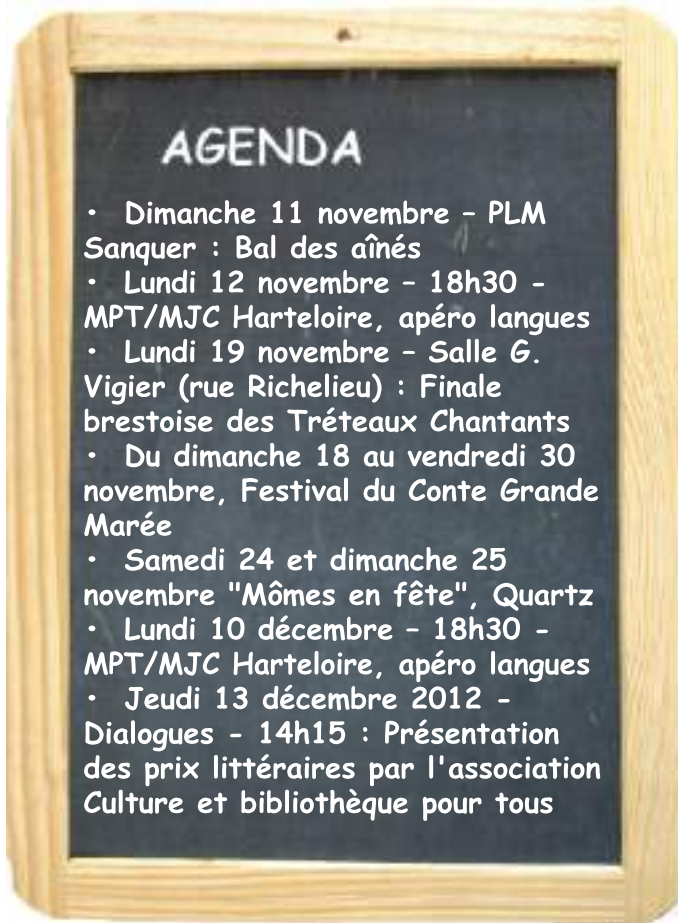 AGENDA
• Dimanche 11 novembre – PLM
Sanquer : Bal des aînés
• Lundi 12 novembre – 18h30 -
MPT/MJC Harteloire, apéro langues
• Lundi 19 novembre – Salle G.
Vigier (rue Richelieu) : Finale
brestoise des Tréteaux Chantants
• Du dimanche 18 au vendredi 30
novembre, Festival du Conte Grande
Marée
• Samedi 24 et dimanche 25
novembre "Mômes en fête", Quartz
• Lundi 10 décembre – 18h30 -
MPT/MJC Harteloire, apéro langues
• Jeudi 13 décembre 2012 -
Dialogues - 14h15 : Présentation
des prix littéraires par l'association
Culture et bibliothèque pour tous